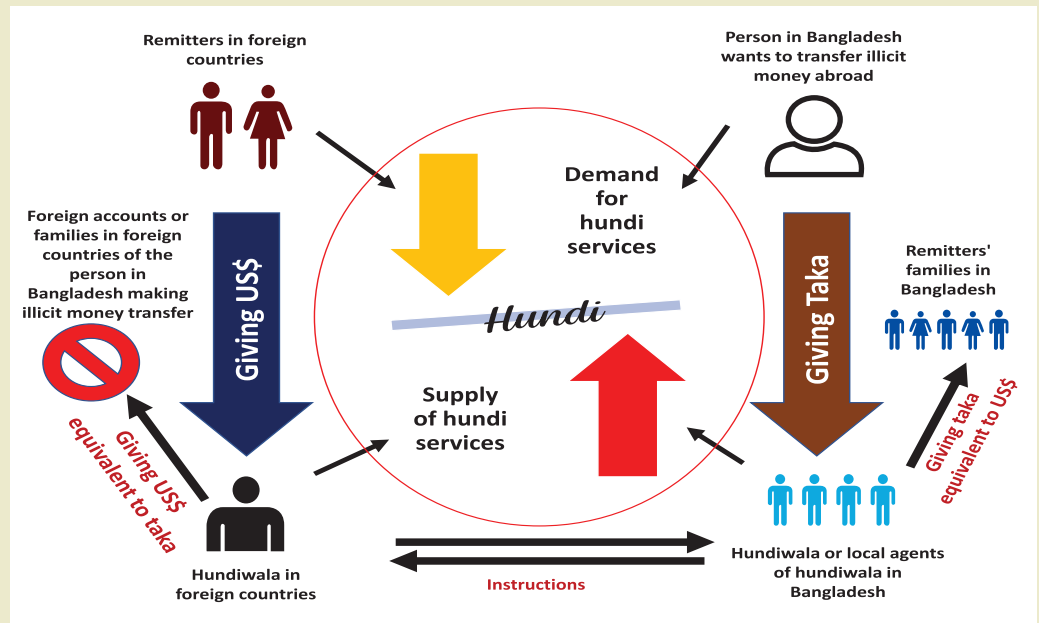 Remitters in foreign
countries
Person in Bangladesh
wants to transfer illicit
money abroad
Foreign accounts or
families in foreign
countries of the
person in
Bangladesh making
illicit money transfer
Giving US$
Demand
for
hundi
services
Hundi
Supply
of hundi
services
Giving Taka
Remitters'
families in
Bangladesh
Giving US$
equivalent to taka
Giving taka
equivalent to US$
Hundiwala in
foreign countries
Instructions
Hundiwala or local agents
of hundiwala in
Bangladesh